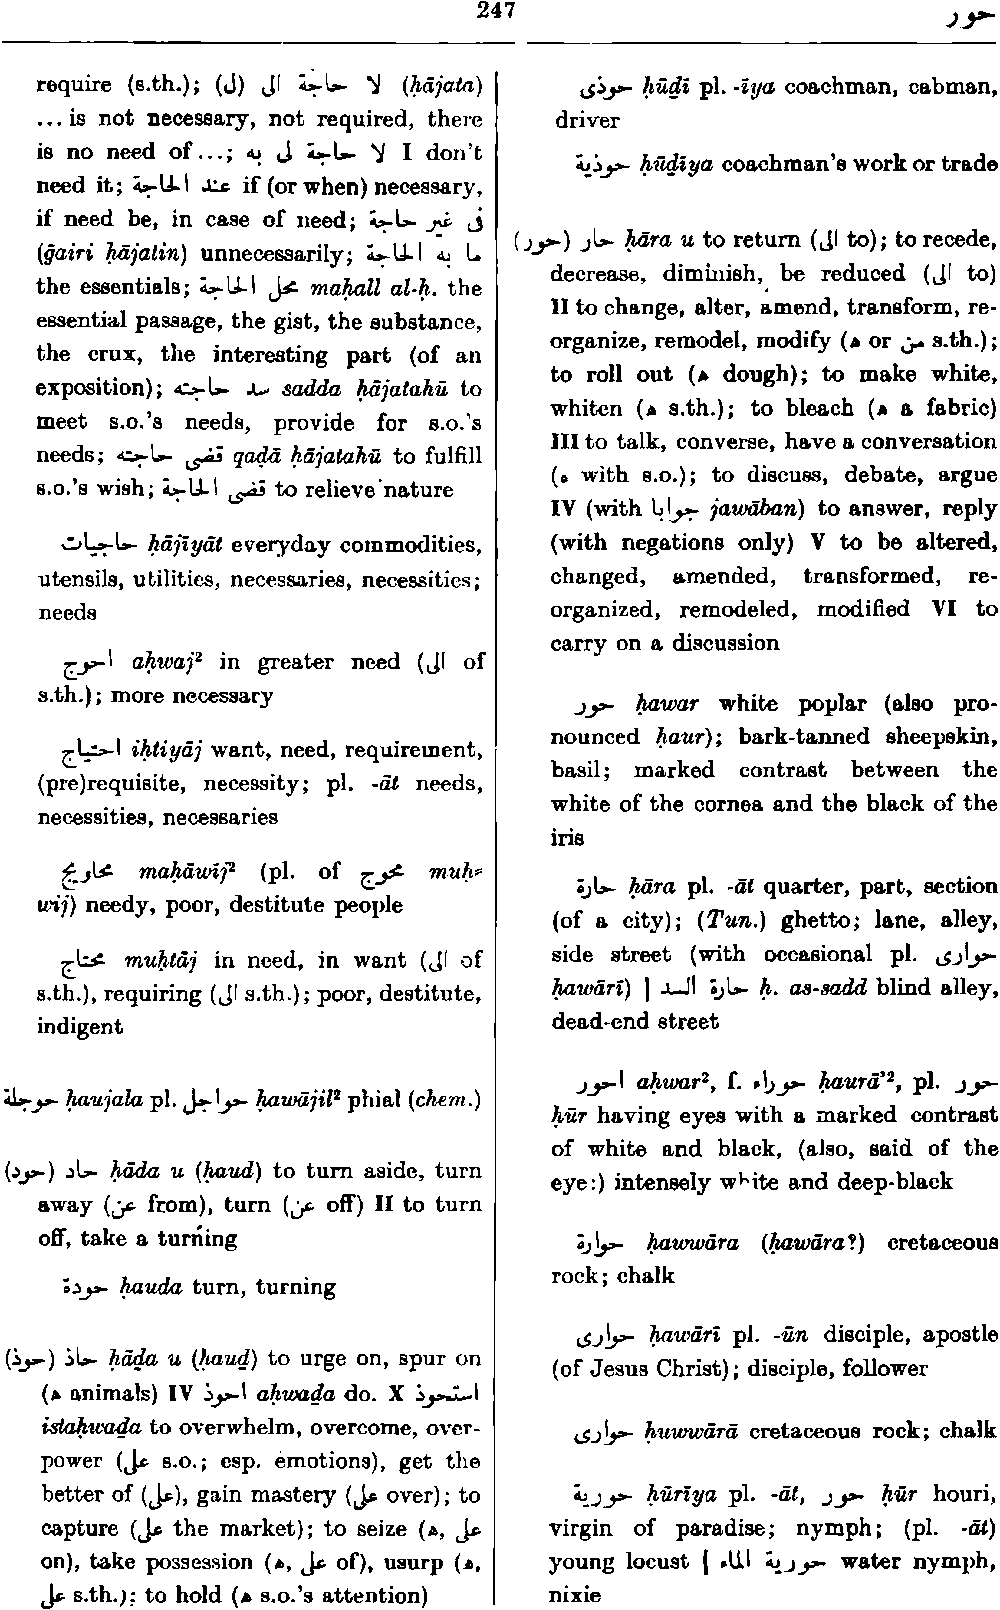 247
حور
require (s.th.); لا حاجة الى (ل) (ḥājata)
... is not necessary, not required, there
is no need of ...; لا حاجة لى به I don't
need it; عند الحاجة if (or when) necessary,
if need be, in case of need; فى غير حاجة
(ḡairi ḥājatin) unnecessarily; ما به الحاجة
the essentials; محل الحاجة maḥall al-ḥ. the
essential passage, the gist, the substance,
the crux, the interesting part (of an
exposition); سد حاجته sadda ḥājatahū to
meet s.o.'s needs, provide for s.o.'s
needs; قضى حاجته qaḍā ḥājatahū to fulfill
s.o.'s wish; قضى الحاجة to relieve nature
حاجيات ḥājīyāt everyday commodities,
utensils, utilities, necessaries, necessities;
needs
احوج aḥwaj² in greater need (الى of
s.th.); more necessary
احتياج iḥtiyāj want, need, requirement,
(pre)requisite, necessity; pl. -āt needs,
necessities, necessaries
محاويج maḥāwīj² (pl. of محوج muḥ-
wij) needy, poor, destitute people
محتاج muḥtāj in need, in want (الى of
s.th.), requiring (الى s.th.); poor, destitute,
indigent
حوجلة ḥaujala pl. حواجل ḥawājil² phial (chem.)
(حود) حاد ḥāda u (ḥaud) to turn aside, turn
away (عن from), turn (عن off) II to turn
off, take a turning
حودة ḥauda turn, turning
(حوذ) حاذ ḥāḏa u (ḥauḏ) to urge on, spur on
(ه animals) IV احوذ aḥwaḏa do. X استحوذ
istaḥwaḏa to overwhelm, overcome, over-
power (على s.o.; esp. emotions), get the
better of (على), gain mastery (على over); to
capture (على the market); to seize (ه, على
on), take possession (ه, على of), usurp (ه,
على s.th.); to hold (ه s.o.'s attention)
حوذى ḥūḏī pl. -īya coachman, cabman,
driver
حوذية ḥūḏīya coachman's work or trade
(حور) حار ḥāra u to return (الى to); to recede,
decrease, diminish, be reduced (الى to)
II to change, alter, amend, transform, re-
organize, remodel, modify (ه or من s.th.);
to roll out (ه dough); to make white,
whiten (ه s.th.); to bleach (ه a fabric)
III to talk, converse, have a conversation
(ه with s.o.); to discuss, debate, argue
IV (with جوابا jawāban) to answer, reply
(with negations only) V to be altered,
changed, amended, transformed, re-
organized, remodeled, modified VI to
carry on a discussion
حور ḥawar white poplar (also pro-
nounced ḥaur); bark-tanned sheepskin,
basil; marked contrast between the
white of the cornea and the black of the
iris
حارة ḥāra pl. -āt quarter, part, section
(of a city); (Tun.) ghetto; lane, alley,
side street (with occasional pl. حوارى
ḥawārī) | حارة السد ḥ. as-sadd blind alley,
dead-end street
احور aḥwar², f. حوراء ḥaurā'², pl. حور
ḥūr having eyes with a marked contrast
of white and black, (also, said of the
eye:) intensely white and deep-black
حوارة ḥawwāra (ḥawāra?) cretaceous
rock; chalk
حوارى ḥawārī pl. -ūn disciple, apostle
(of Jesus Christ); disciple, follower
حوارى ḥuwwārā cretaceous rock; chalk
حورية ḥūrīya pl. -āt, حور ḥūr houri,
virgin of paradise; nymph; (pl. -āt)
young locust | حورية الماء water nymph,
nixie